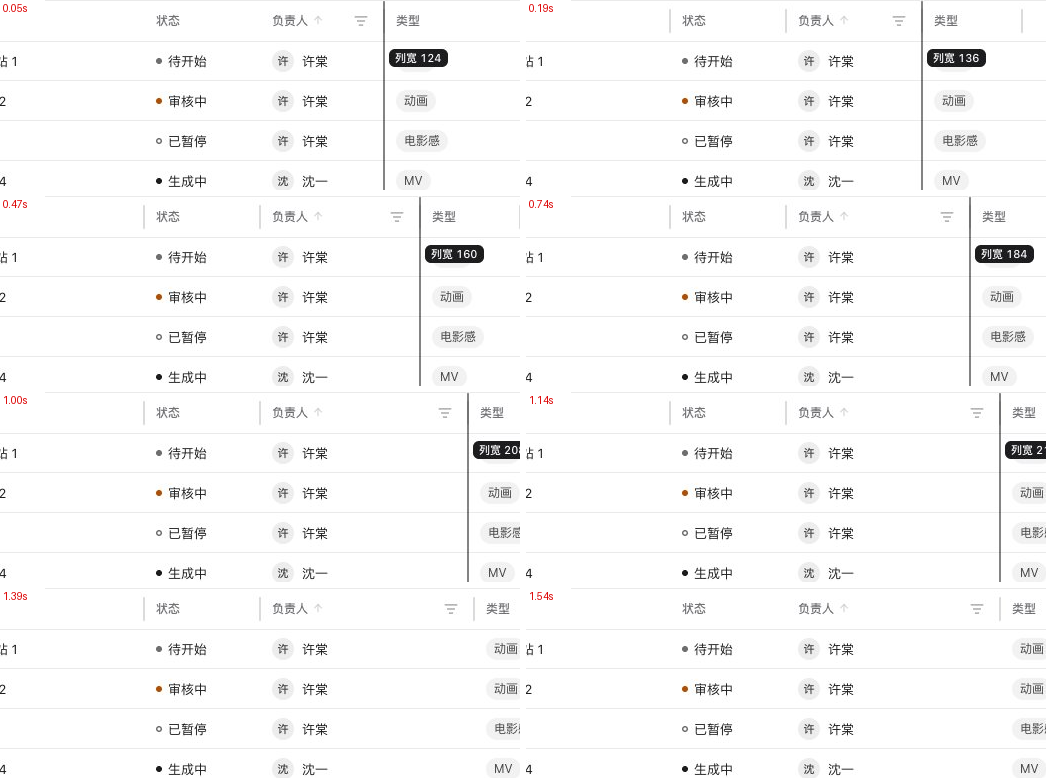 0.05s
状态 负责人 类型
占 1 待开始 许 许棠 列宽 124
2 审核中 许 许棠 动画
已暂停 许 许棠 电影感
4 生成中 沈 沈一 MV
0.19s
状态 负责人 类型
占 1 待开始 许 许棠 列宽 136
2 审核中 许 许棠 动画
已暂停 许 许棠 电影感
4 生成中 沈 沈一 MV
0.47s
状态 负责人 类型
占 1 待开始 许 许棠 列宽 160
2 审核中 许 许棠 动画
已暂停 许 许棠 电影感
4 生成中 沈 沈一 MV
0.74s
状态 负责人 类型
占 1 待开始 许 许棠 列宽 184
2 审核中 许 许棠 动画
已暂停 许 许棠 电影感
4 生成中 沈 沈一 MV
1.00s
状态 负责人 类型
占 1 待开始 许 许棠 列宽 20
2 审核中 许 许棠 动画
已暂停 许 许棠 电影感
4 生成中 沈 沈一 MV
1.14s
状态 负责人 类型
占 1 待开始 许 许棠 列宽 2
2 审核中 许 许棠 动画
已暂停 许 许棠 电影
4 生成中 沈 沈一 MV
1.39s
状态 负责人 类型
占 1 待开始 许 许棠 动画
2 审核中 许 许棠 动画
已暂停 许 许棠 电影
4 生成中 沈 沈一 MV
1.54s
状态 负责人 类型
占 1 待开始 许 许棠 动画
2 审核中 许 许棠 动画
已暂停 许 许棠 电影
4 生成中 沈 沈一 MV